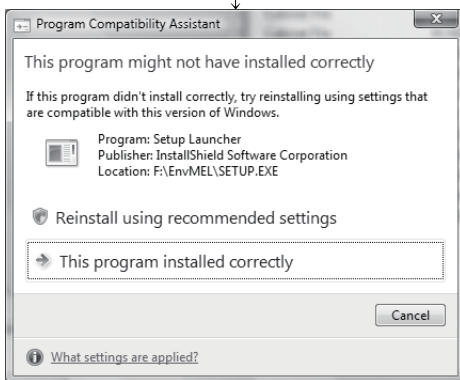 Program Compatibility Assistant
This program might not have installed correctly
If this program didn't install correctly, try reinstalling using settings that
are compatible with this version of Windows.
Program: Setup Launcher
Publisher: InstallShield Software Corporation
Location: F:\EnvMEL\SETUP.EXE
Reinstall using recommended settings
This program installed correctly
Cancel
What settings are applied?